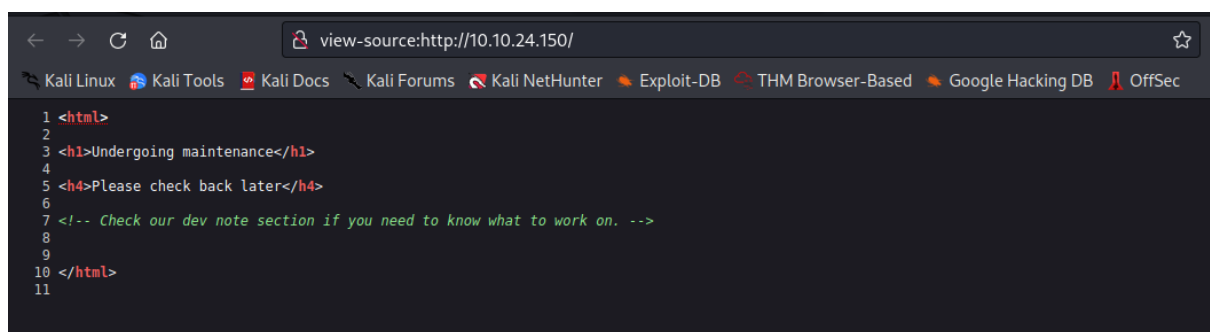 view-source:http://10.10.24.150/
Kali Linux Kali Tools Kali Docs Kali Forums Kali NetHunter Exploit-DB THM Browser-Based Google Hacking DB OffSec
1 <html>
2
3 <h1>Undergoing maintenance</h1>
4
5 <h4>Please check back later</h4>
6
7 <!-- Check our dev note section if you need to know what to work on. -->
8
9
10 </html>
11